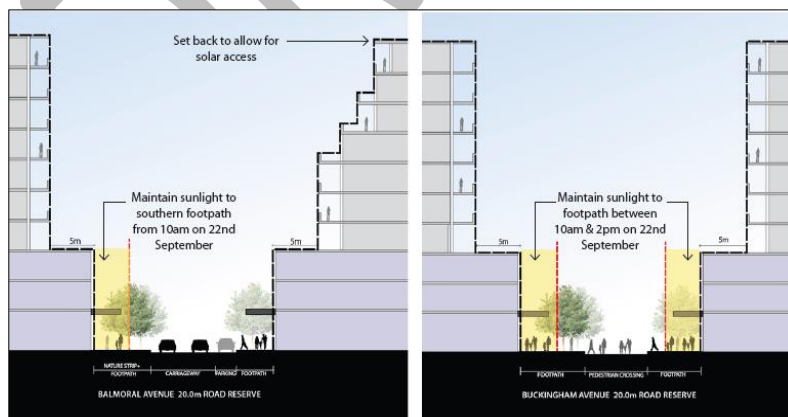 Set back to allow for
solar access
Maintain sunlight to
southern footpath
from 10am on 22nd
September
5m
5m
NATURE STRIP+
FOOTPATH
CARRIAGEWAY
PARKING
FOOTPATH
BALMORAL AVENUE 20.0m ROAD RESERVE
Maintain sunlight to
footpath between
10am & 2pm on 22nd
September
5m
5m
FOOTPATH
PEDESTRIAN CROSSING
FOOTPATH
BUCKINGHAM AVENUE 20.0m ROAD RESERVE